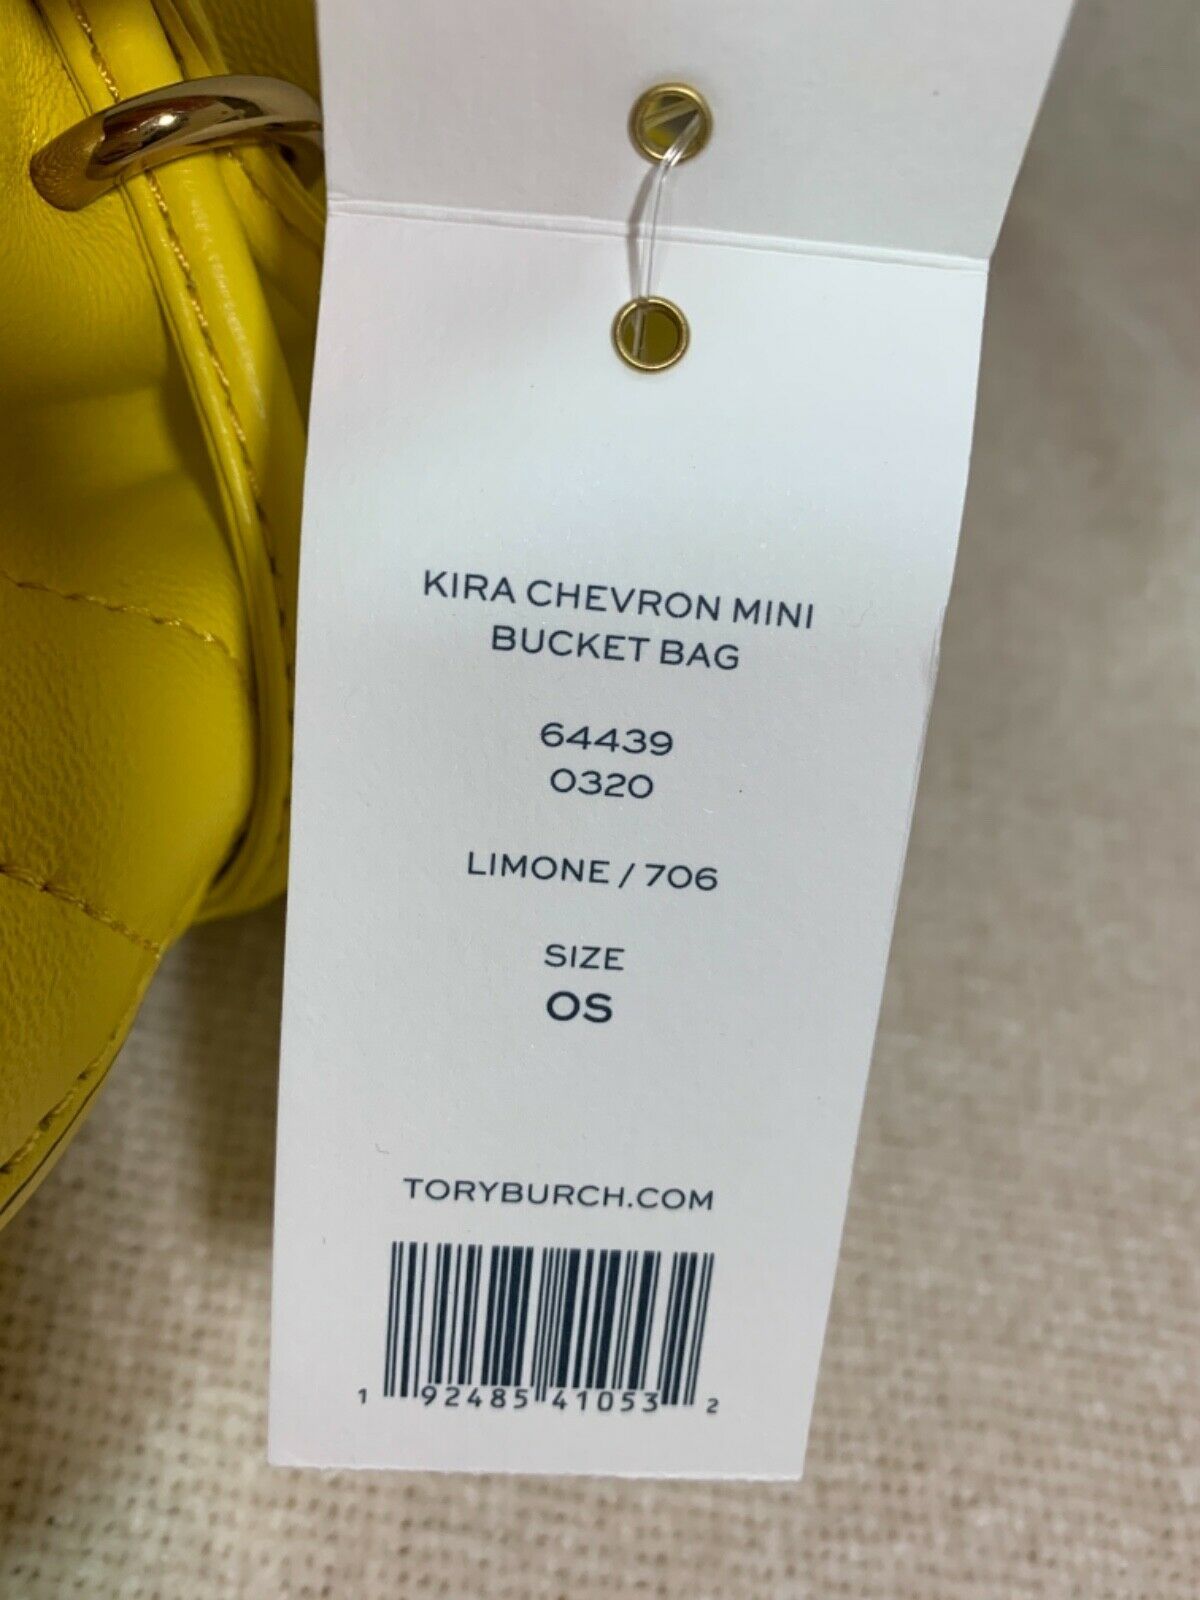 KIRA CHEVRON MINI
BUCKET BAG
64439
0320
LIMONE / 706
SIZE
OS
TORYBURCH.COM
1 92485 41053 2